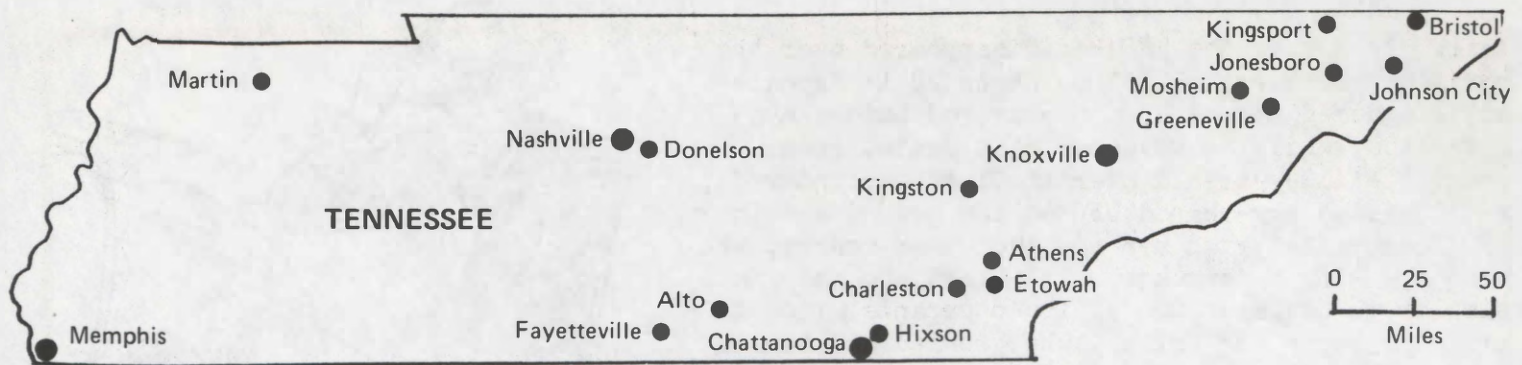 Kingsport
Bristol
Jonesboro
Martin
Mosheim
Johnson City
Greeneville
Nashville
Donelson
Knoxville
Kingston
TENNESSEE
Athens
0 25 50
Charleston
Etowah
Alto
Miles
Fayetteville
Hixson
Memphis
Chattanooga